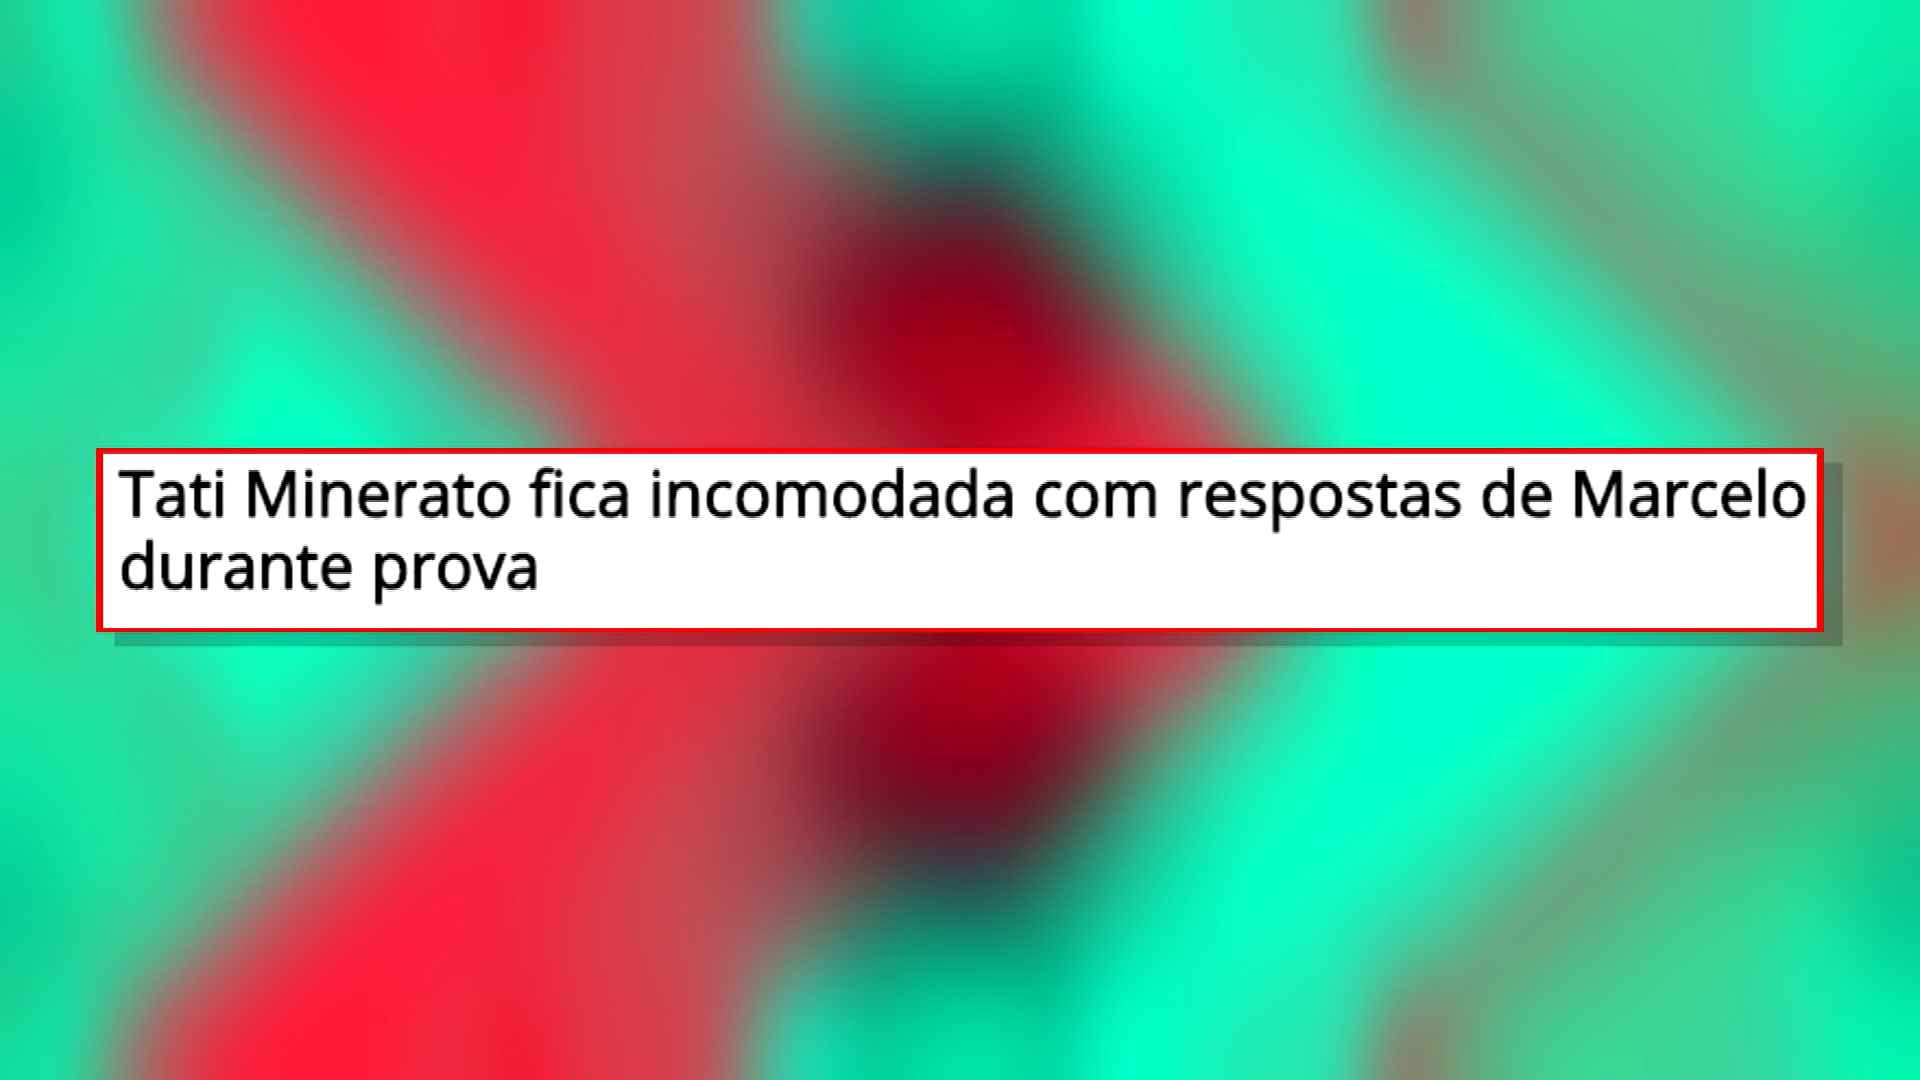 Tati Minerato fica incomodada com respostas de Marcelo
durante prova